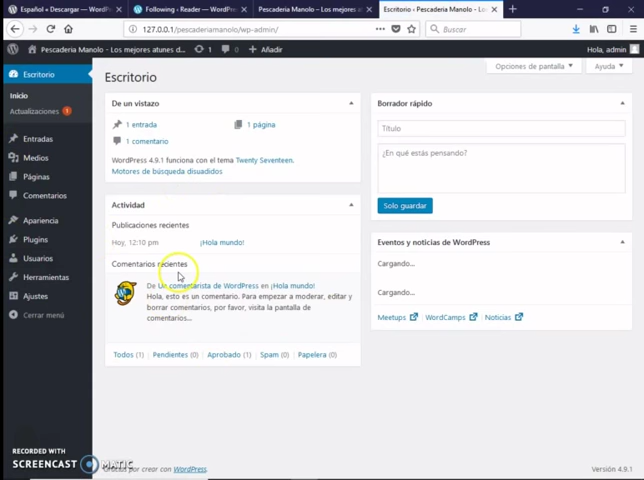 Español « Descargar — WordPr
Following ‹ Reader — WordPr
Pescaderia Manolo – Los mejores
Escritorio ‹ Pescaderia Manolo - Lo
127.0.0.1/pescaderia/wp-admin/
Buscar
Pescaderia Manolo - Los mejores atunes d...
1
0
Añadir
Hola, admin
Escritorio
Inicio
Actualizaciones 1
Entradas
Medios
Páginas
Comentarios
Apariencia
Plugins
Usuarios
Herramientas
Ajustes
Cerrar menú
Opciones de pantalla
Ayuda
Escritorio
De un vistazo
1 entrada
1 página
1 comentario
WordPress 4.9.1 funciona con el tema Twenty Seventeen.
Motores de búsqueda disuadidos
Actividad
Publicaciones recientes
Hoy, 12:10 pm
¡Hola mundo!
Comentarios recientes
De Un comentarista de WordPress en ¡Hola mundo!
Hola, esto es un comentario. Para empezar a moderar, editar y
borrar comentarios, por favor, visita la pantalla de
comentarios...
Todos (1) | Pendientes (0) | Aprobado (1) | Spam (0) | Papelera (0)
Borrador rápido
Título
¿En qué estás pensando?
Solo guardar
Eventos y noticias de WordPress
Cargando...
Cargando...
Meetups | WordCamps | Noticias
RECORDED WITH
SCREENCAST MATIC
Gracias por crear con WordPress.
Versión 4.9.1